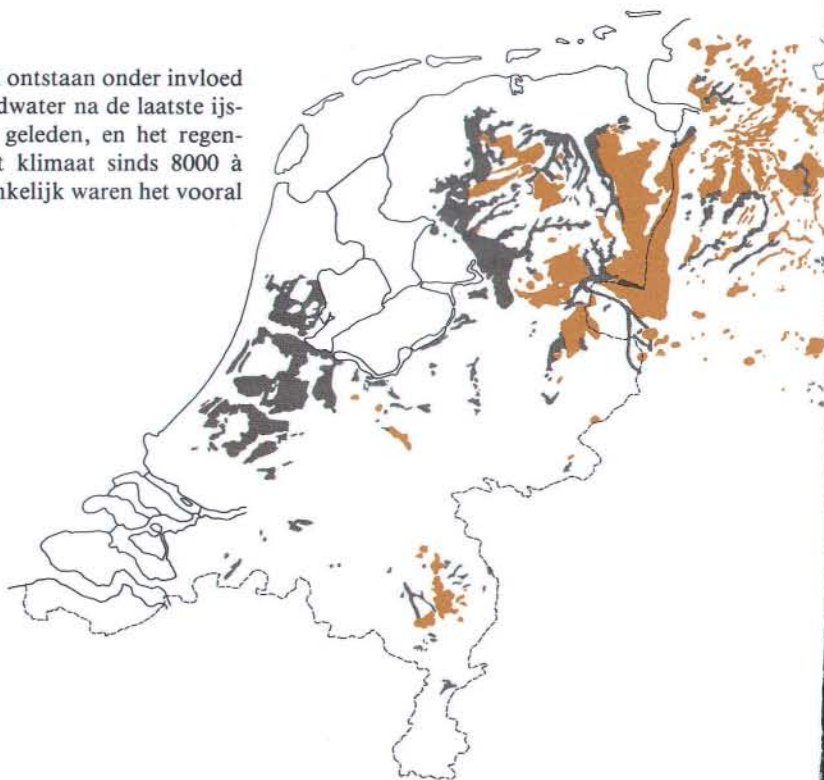 ontstaan onder invloed
dwater na de laatste ijs-
geleden, en het regen-
t klimaat sinds 8000 à
nkelijk waren het vooral